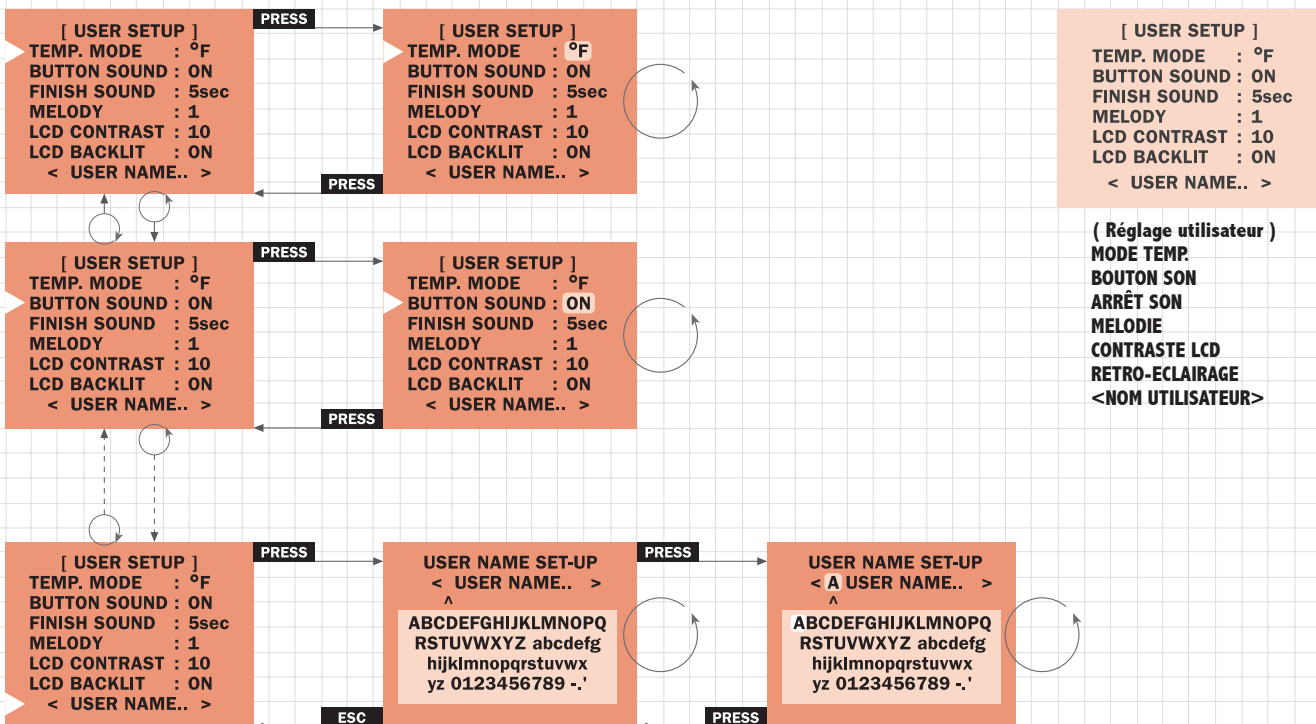 PRESS
[ USER SETUP ]
TEMP. MODE : °F
BUTTON SOUND : ON
FINISH SOUND : 5sec
MELODY : 1
LCD CONTRAST : 10
LCD BACKLIT : ON
< USER NAME.. >
[ USER SETUP ]
TEMP. MODE : °F
BUTTON SOUND : ON
FINISH SOUND : 5sec
MELODY : 1
LCD CONTRAST : 10
LCD BACKLIT : ON
< USER NAME.. >
PRESS
[ USER SETUP ]
TEMP. MODE : °F
BUTTON SOUND : ON
FINISH SOUND : 5sec
MELODY : 1
LCD CONTRAST : 10
LCD BACKLIT : ON
< USER NAME.. >
( Réglage utilisateur )
MODE TEMP.
BOUTON SON
ARRÊT SON
MELODIE
CONTRASTE LCD
RETRO-ECLAIRAGE
<NOM UTILISATEUR>
PRESS
[ USER SETUP ]
TEMP. MODE : °F
BUTTON SOUND : ON
FINISH SOUND : 5sec
MELODY : 1
LCD CONTRAST : 10
LCD BACKLIT : ON
< USER NAME.. >
[ USER SETUP ]
TEMP. MODE : °F
BUTTON SOUND : ON
FINISH SOUND : 5sec
MELODY : 1
LCD CONTRAST : 10
LCD BACKLIT : ON
< USER NAME.. >
PRESS
PRESS
[ USER SETUP ]
TEMP. MODE : °F
BUTTON SOUND : ON
FINISH SOUND : 5sec
MELODY : 1
LCD CONTRAST : 10
LCD BACKLIT : ON
< USER NAME.. >
USER NAME SET-UP
< USER NAME.. >
^
ABCDEFGHIJKLMNOPQ
RSTUVWXYZ abcdefg
hijklmnopqrstuvwx
yz 0123456789 -.'
ESC
PRESS
USER NAME SET-UP
< A USER NAME.. >
^
ABCDEFGHIJKLMNOPQ
RSTUVWXYZ abcdefg
hijklmnopqrstuvwx
yz 0123456789 -.'
PRESS